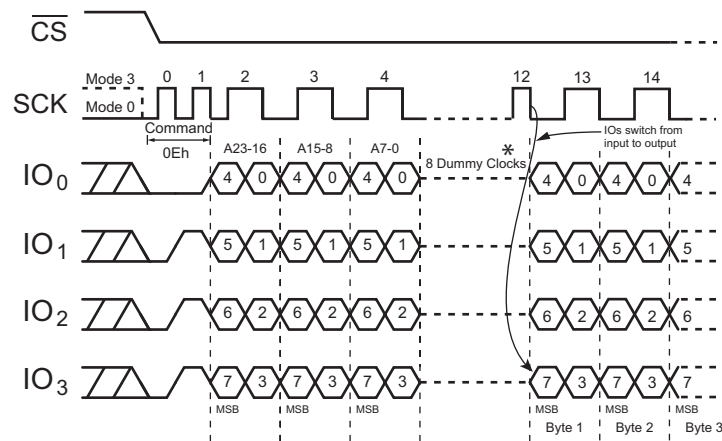 CS
Mode 3 0 1 2 3 4 12 13 14
SCK Mode 0
Command
0Eh A23-16 A15-8 A7-0 * IOs switch from
input to output
8 Dummy Clocks
IO0 4 0 4 0 4 0 4 0 4 0 4
IO1 5 1 5 1 5 1 5 1 5 1 5
IO2 6 2 6 2 6 2 6 2 6 2 6
IO3 7 3 7 3 7 3 7 3 7 3 7
MSB MSB MSB MSB MSB MSB
Byte 1 Byte 2 Byte 3